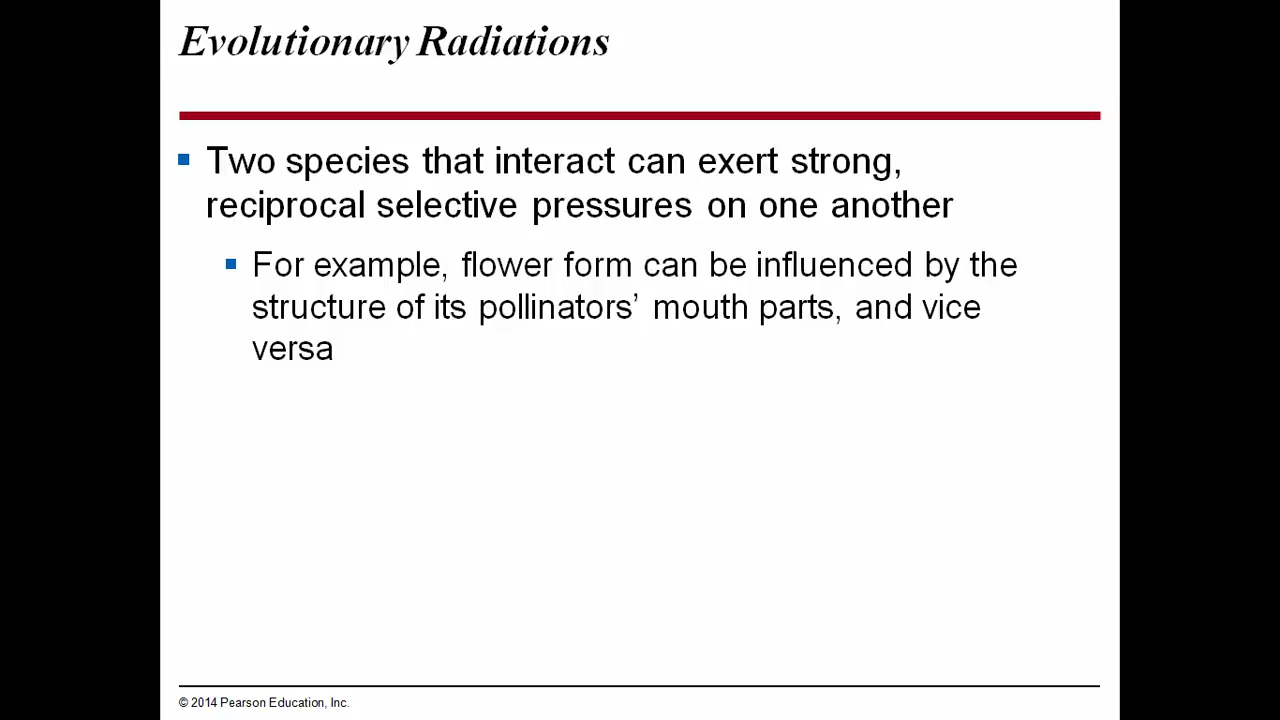 Evolutionary Radiations
Two species that interact can exert strong,
reciprocal selective pressures on one another
For example, flower form can be influenced by the
structure of its pollinators’ mouth parts, and vice
versa
© 2014 Pearson Education, Inc.